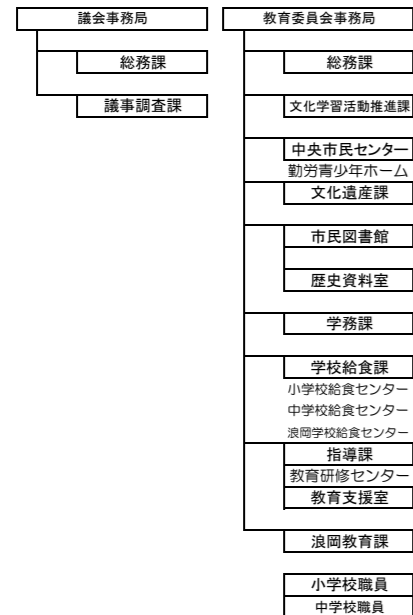 議会事務局
総務課
議事調査課
教育委員会事務局
総務課
文化学習活動推進課
中央市民センター
勤労青少年ホーム
文化遺産課
市民図書館
歴史資料室
学務課
学校給食課
小学校給食センター
中学校給食センター
浪岡学校給食センター
指導課
教育研修センター
教育支援室
浪岡教育課
小学校職員
中学校職員